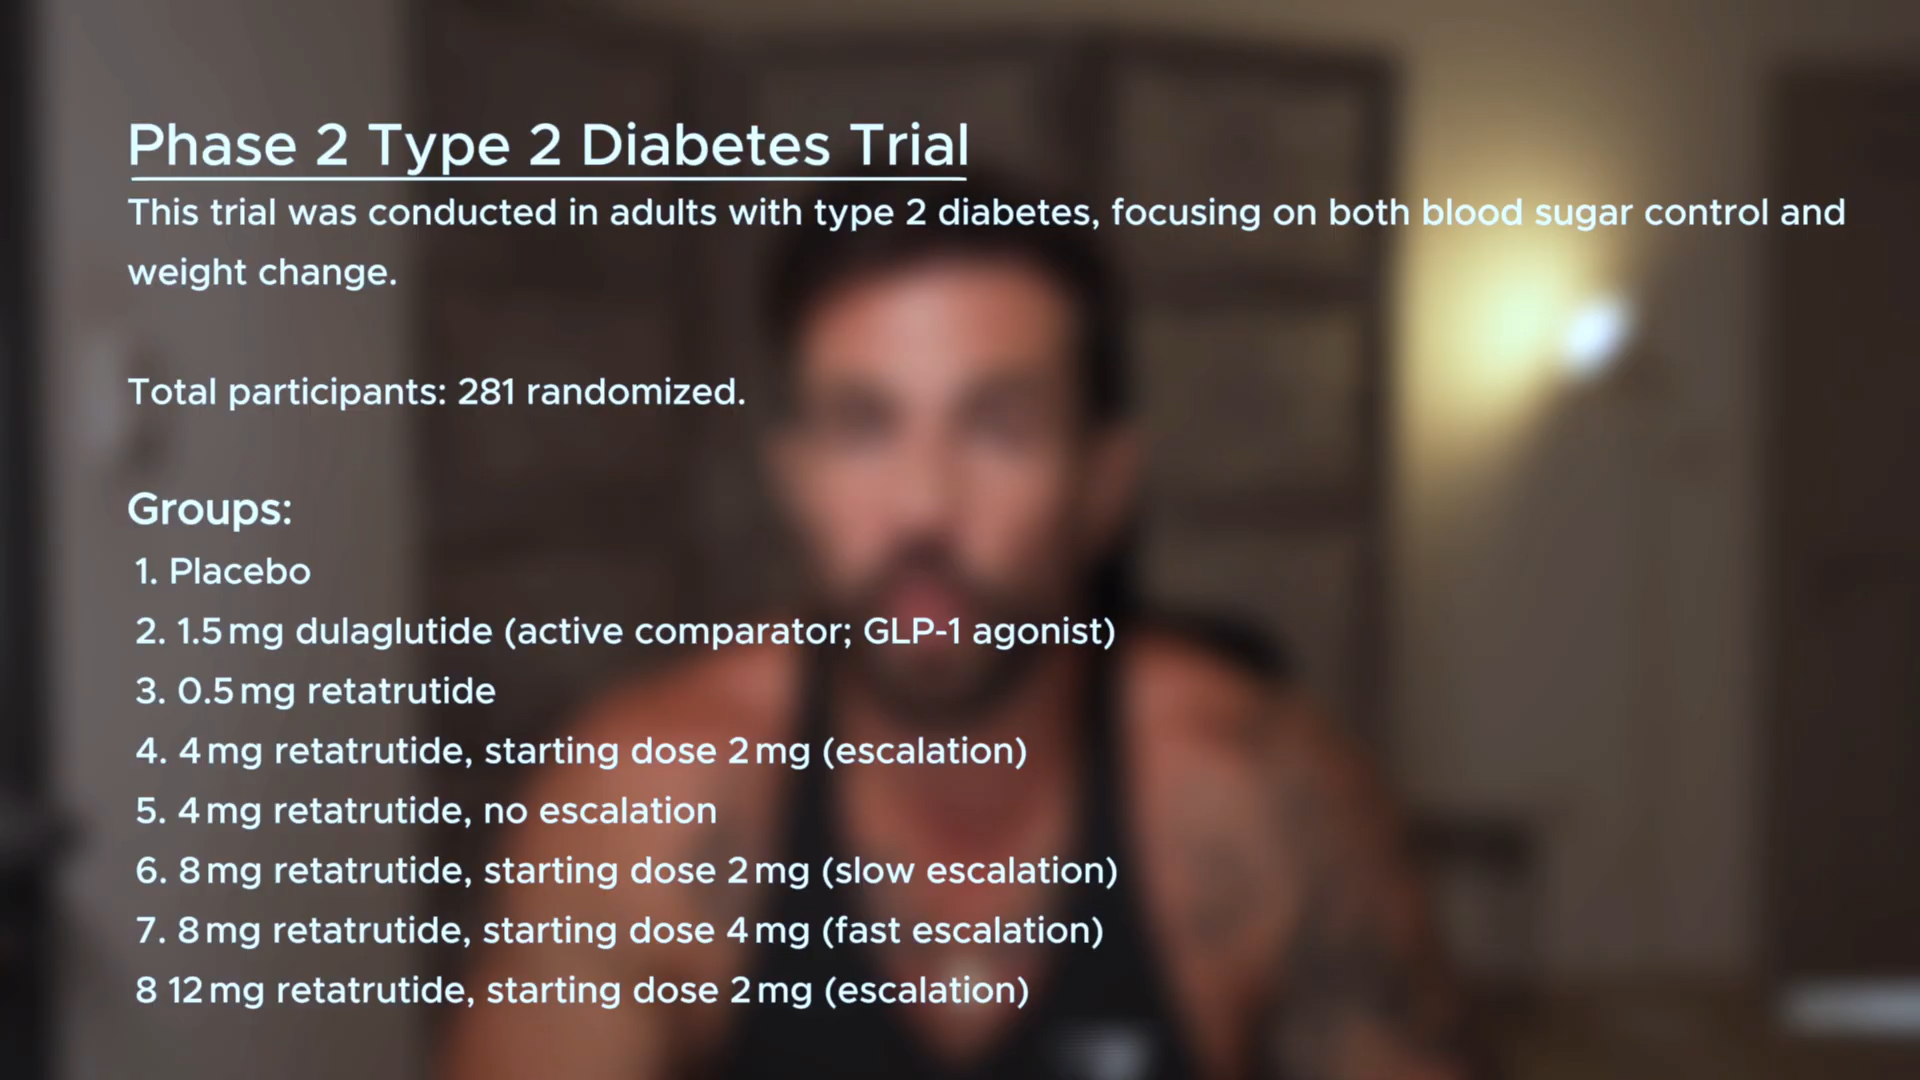 Phase 2 Type 2 Diabetes Trial
This trial was conducted in adults with type 2 diabetes, focusing on both blood sugar control and
weight change.
Total participants: 281 randomized.
Groups:
1. Placebo
2. 1.5 mg dulaglutide (active comparator; GLP-1 agonist)
3. 0.5 mg retatrutide
4. 4 mg retatrutide, starting dose 2 mg (escalation)
5. 4 mg retatrutide, no escalation
6. 8 mg retatrutide, starting dose 2 mg (slow escalation)
7. 8 mg retatrutide, starting dose 4 mg (fast escalation)
8 12 mg retatrutide, starting dose 2 mg (escalation)